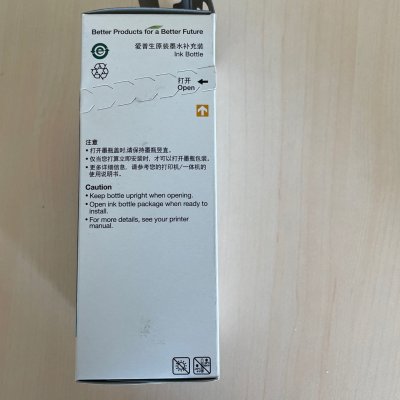 Better Products for a Better Future
爱普生原装墨水补充装
Ink Bottle
打开
Open
注意
• 打开墨瓶盖时,请保持墨瓶竖直。
• 仅当您打算立即安装时，才可以打开墨瓶包装。
• 更多详细信息，请参考您的打印机/一体机的
使用说明书。
Caution
• Keep bottle upright when opening.
• Open ink bottle package when ready to
install.
• For more details, see your printer
manual.